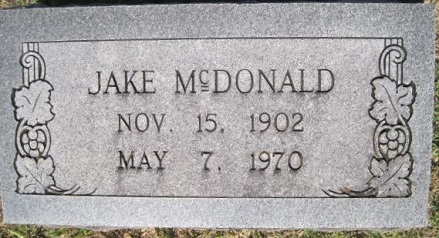 JAKE McDONALD
NOV. 15, 1902
MAY 7, 1970